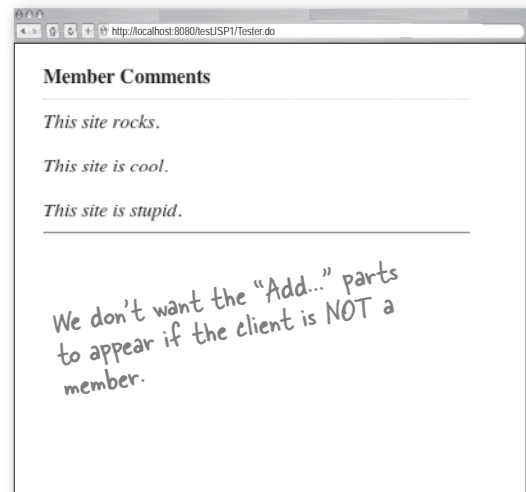 http://localhost:8080/testJSP1/Tester.do
Member Comments
This site rocks.
This site is cool.
This site is stupid.
We don't want the "Add..." parts
to appear if the client is NOT a
member.